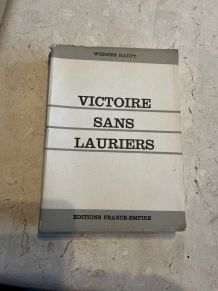 WERNER HAUPT
VICTOIRE
SANS
LAURIERS
EDITIONS FRANCE-EMPIRE